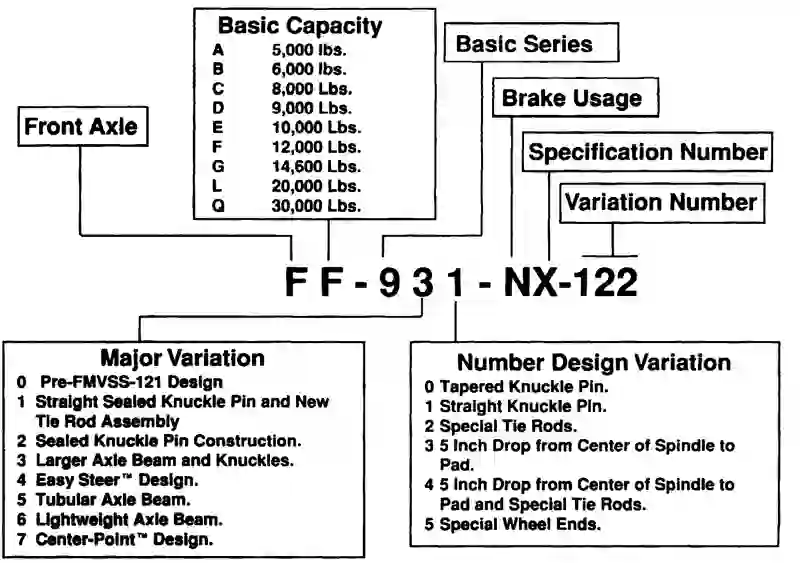 Basic Capacity
A 5,000 lbs.
B 6,000 lbs.
C 8,000 Lbs.
D 9,000 Lbs.
E 10,000 Lbs.
F 12,000 Lbs.
G 14,600 Lbs.
L 20,000 Lbs.
Q 30,000 Lbs.
Basic Series
Brake Usage
Front Axle
Specification Number
Variation Number
FF-931-NX-122
Major Variation
0 Pre-FMVSS-121 Design
1 Straight Sealed Knuckle Pin and New
Tie Rod Assembly
2 Sealed Knuckle Pin Construction.
3 Larger Axle Beam and Knuckles.
4 Easy Steer™ Design.
5 Tubular Axle Beam.
6 Lightweight Axle Beam.
7 Center-Point™ Design.
Number Design Variation
0 Tapered Knuckle Pin.
1 Straight Knuckle Pin.
2 Special Tie Rods.
3 5 Inch Drop from Center of Spindle to
Pad.
4 5 Inch Drop from Center of Spindle to
Pad and Special Tie Rods.
5 Special Wheel Ends.